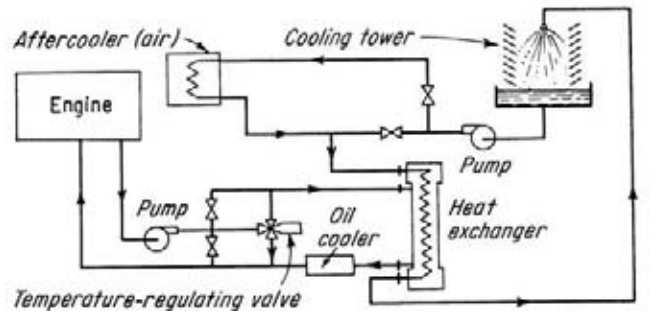 Aftercooler (air)
Cooling tower
Engine
Pump
Pump
Oil
cooler
Heat
exchanger
Temperature-regulating valve